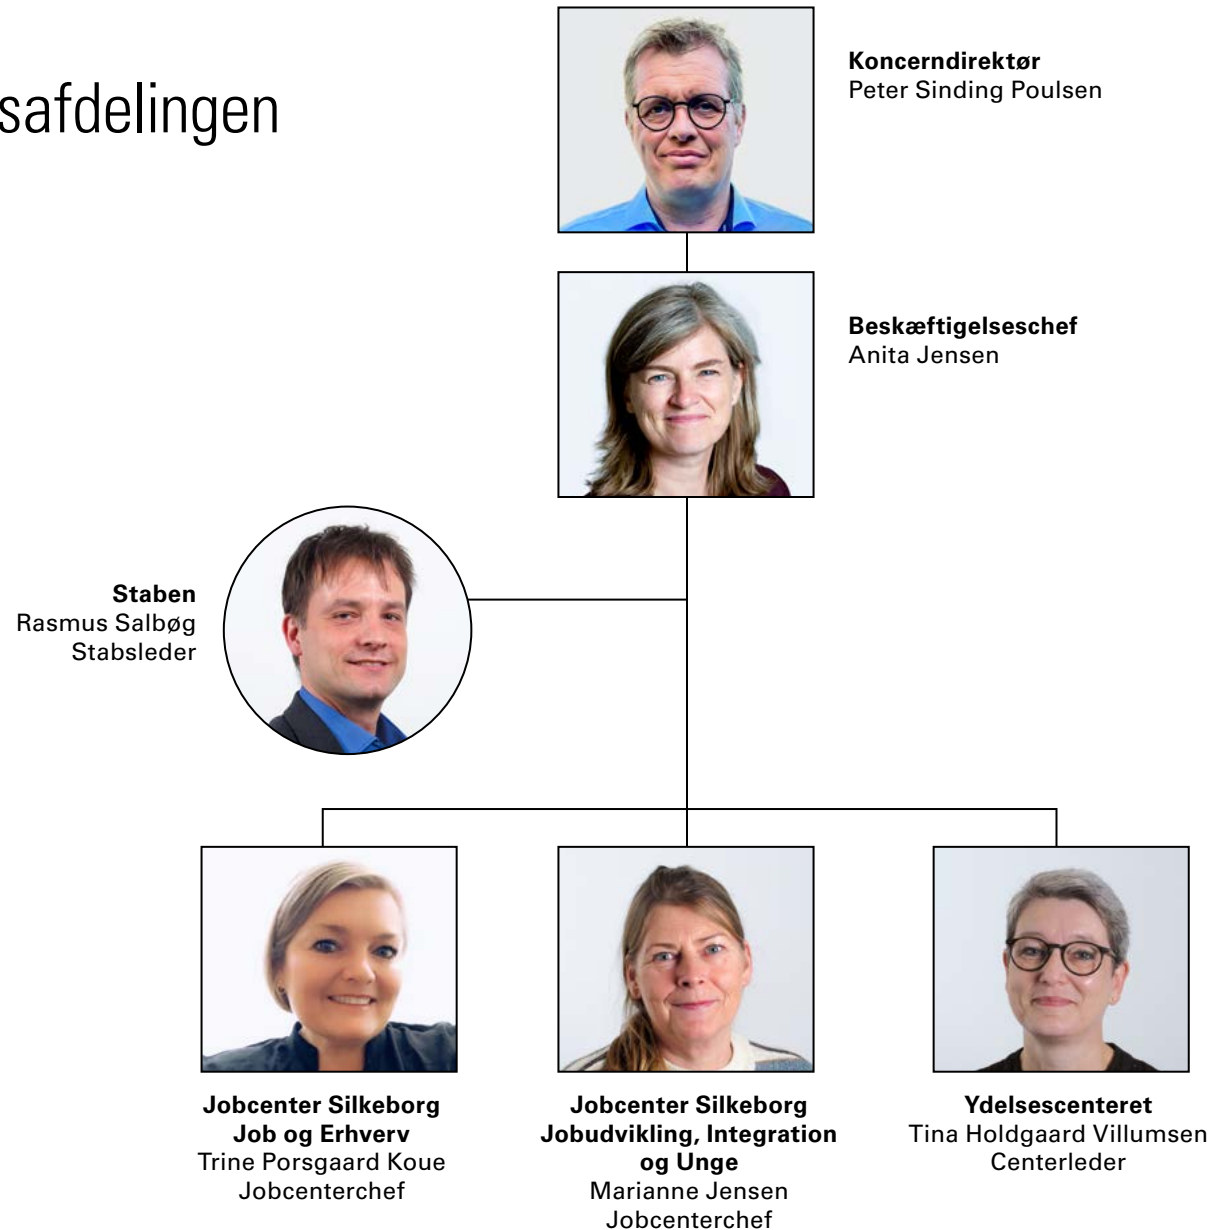 safdelingen
Koncerndirektør
Peter Sinding Poulsen
Beskæftigelseschef
Anita Jensen
Staben
Rasmus Salbøg
Stabsleder
Jobcenter Silkeborg
Job og Erhverv
Trine Porsgaard Koue
Jobcenterchef
Jobcenter Silkeborg
Jobudvikling, Integration
og Unge
Marianne Jensen
Jobcenterchef
Ydelsescenteret
Tina Holdgaard Villumsen
Centerleder